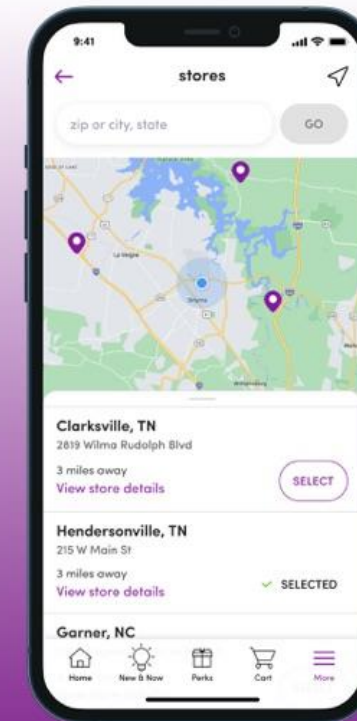 9:41
stores
zip or city, state
GO
La Vergne
Smyrna
Clarksville, TN
2819 Wilma Rudolph Blvd
3 miles away
View store details
SELECT
Hendersonville, TN
215 W Main St
3 miles away
View store details
SELECTED
Garner, NC
Home
New & Now
Perks
Cart
More